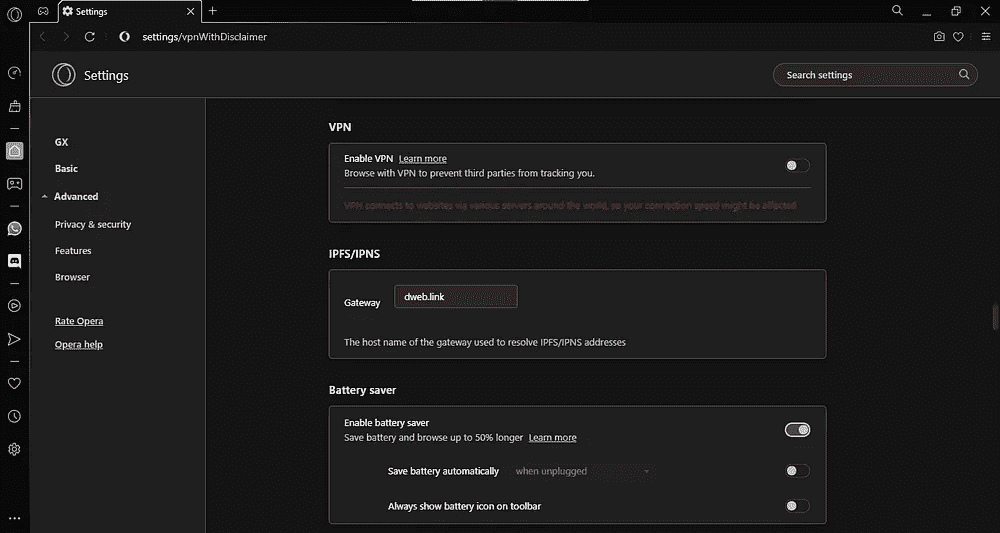 Settings
settings/vpnWithDisclaimer
Settings
Search settings
GX
Basic
Advanced
Privacy & security
Features
Browser
Rate Opera
Opera help
VPN
Enable VPN Learn more
Browse with VPN to prevent third parties from tracking you.
VPN connects to websites via various servers around the world, so your connection speed might be affected
IPFS/IPNS
Gateway dweb.link
The host name of the gateway used to resolve IPFS/IPNS addresses
Battery saver
Enable battery saver
Save battery and browse up to 50% longer Learn more
Save battery automatically when unplugged
Always show battery icon on toolbar